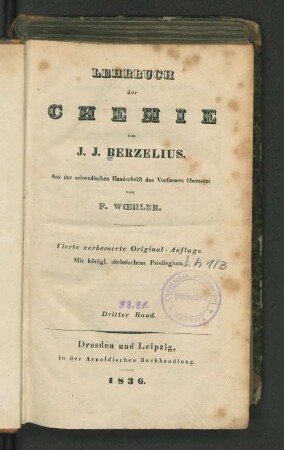 LEHRBUCH
der
CHEMIE
von
J. J. BERZELIUS.
Aus der schwedischen Handschrift des Verfassers übersetzt
von
F. WŒHLER.
Vierte verbesserte Original-Auflage.
Mit königl. sächsischem Privilegium.
Dritter Band.
Dresden und Leipzig,
in der Arnoldischen Buchhandlung.
1836.